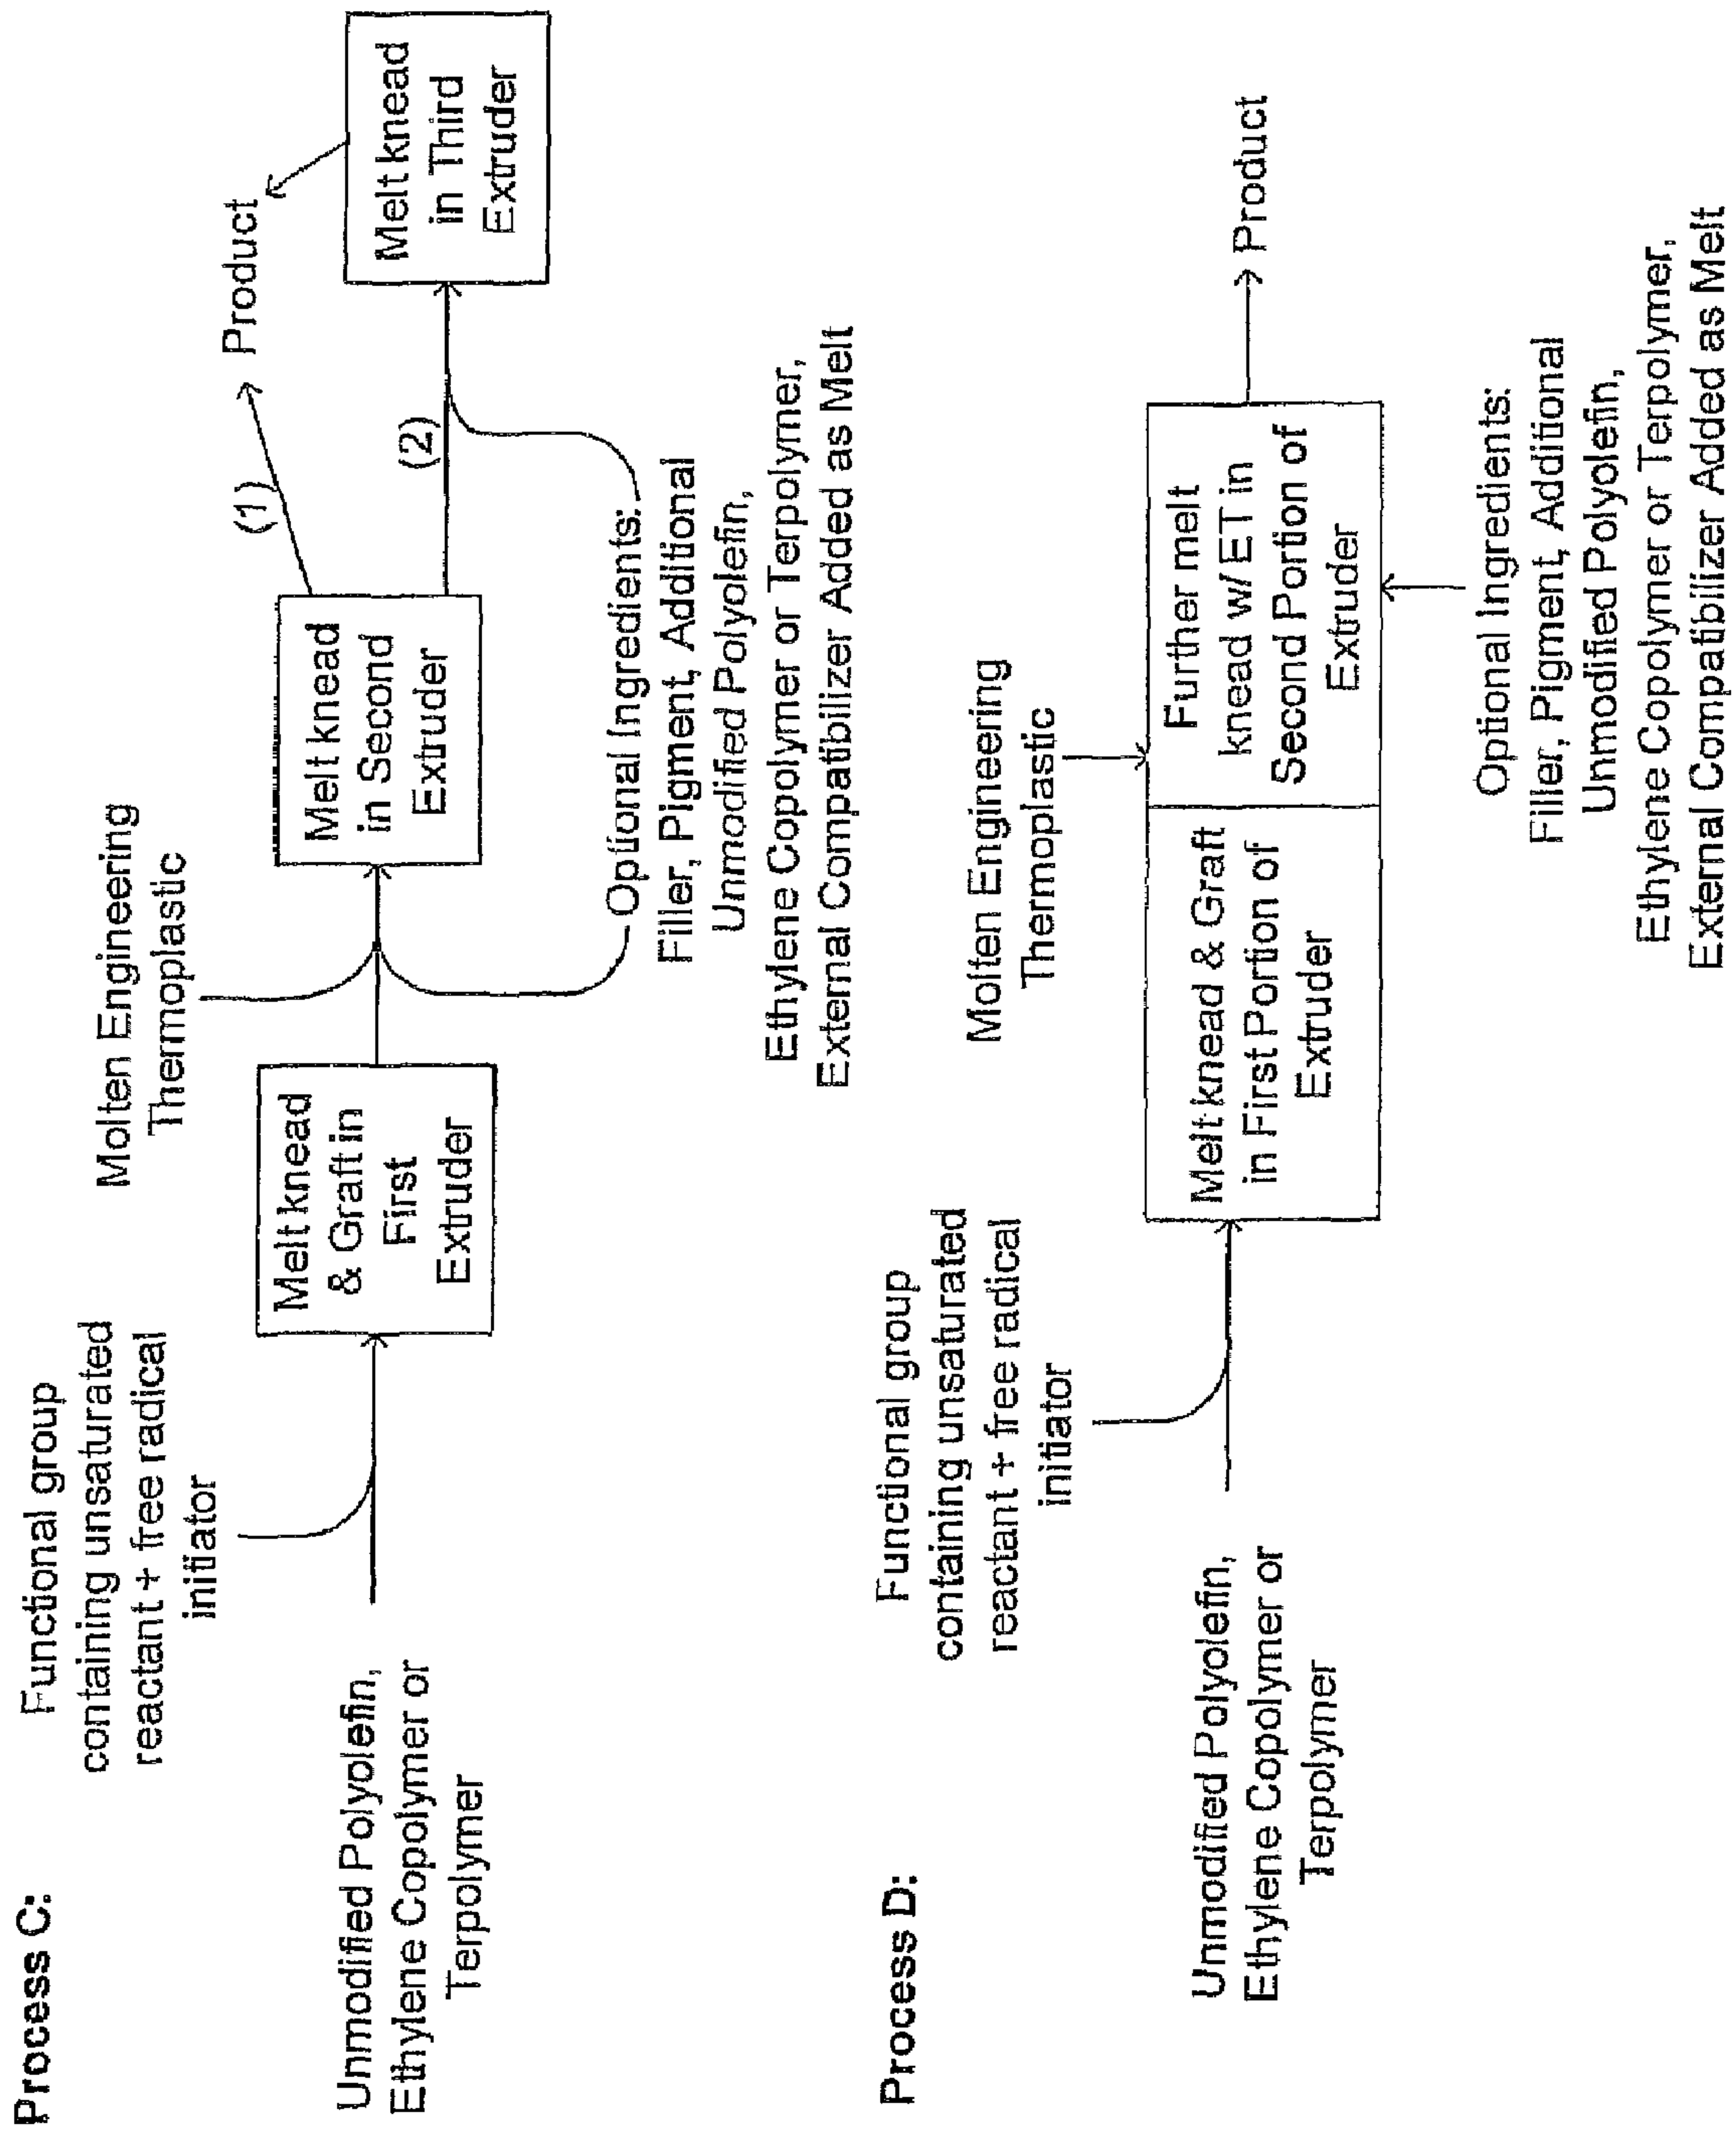 Process C:
Functional group
containing unsaturated
reactant + free radical
initiator
Unmodified Polyolefin,
Ethylene Copolymer or
Terpolymer
Melt knead
& Graft in
First
Extruder
Molten Engineering
Thermoplastic
Melt knead
in Second
Extruder
(1)
Product
(2)
Melt knead
in Third
Extruder
Optional Ingredients:
Filler, Pigment, Additional
Unmodified Polyolefin,
Ethylene Copolymer or Terpolymer,
External Compatibilizer Added as Melt
Process D:
Functional group
containing unsaturated
reactant + free radical
initiator
Unmodified Polyolefin,
Ethylene Copolymer or
Terpolymer
Melt knead & Graft
in First Portion of
Extruder
Molten Engineering
Thermoplastic
Further melt
knead w/ ET in
Second Portion of
Extruder
Product
Optional Ingredients:
Filler, Pigment, Additional
Unmodified Polyolefin,
Ethylene Copolymer or Terpolymer,
External Compatibilizer Added as Melt